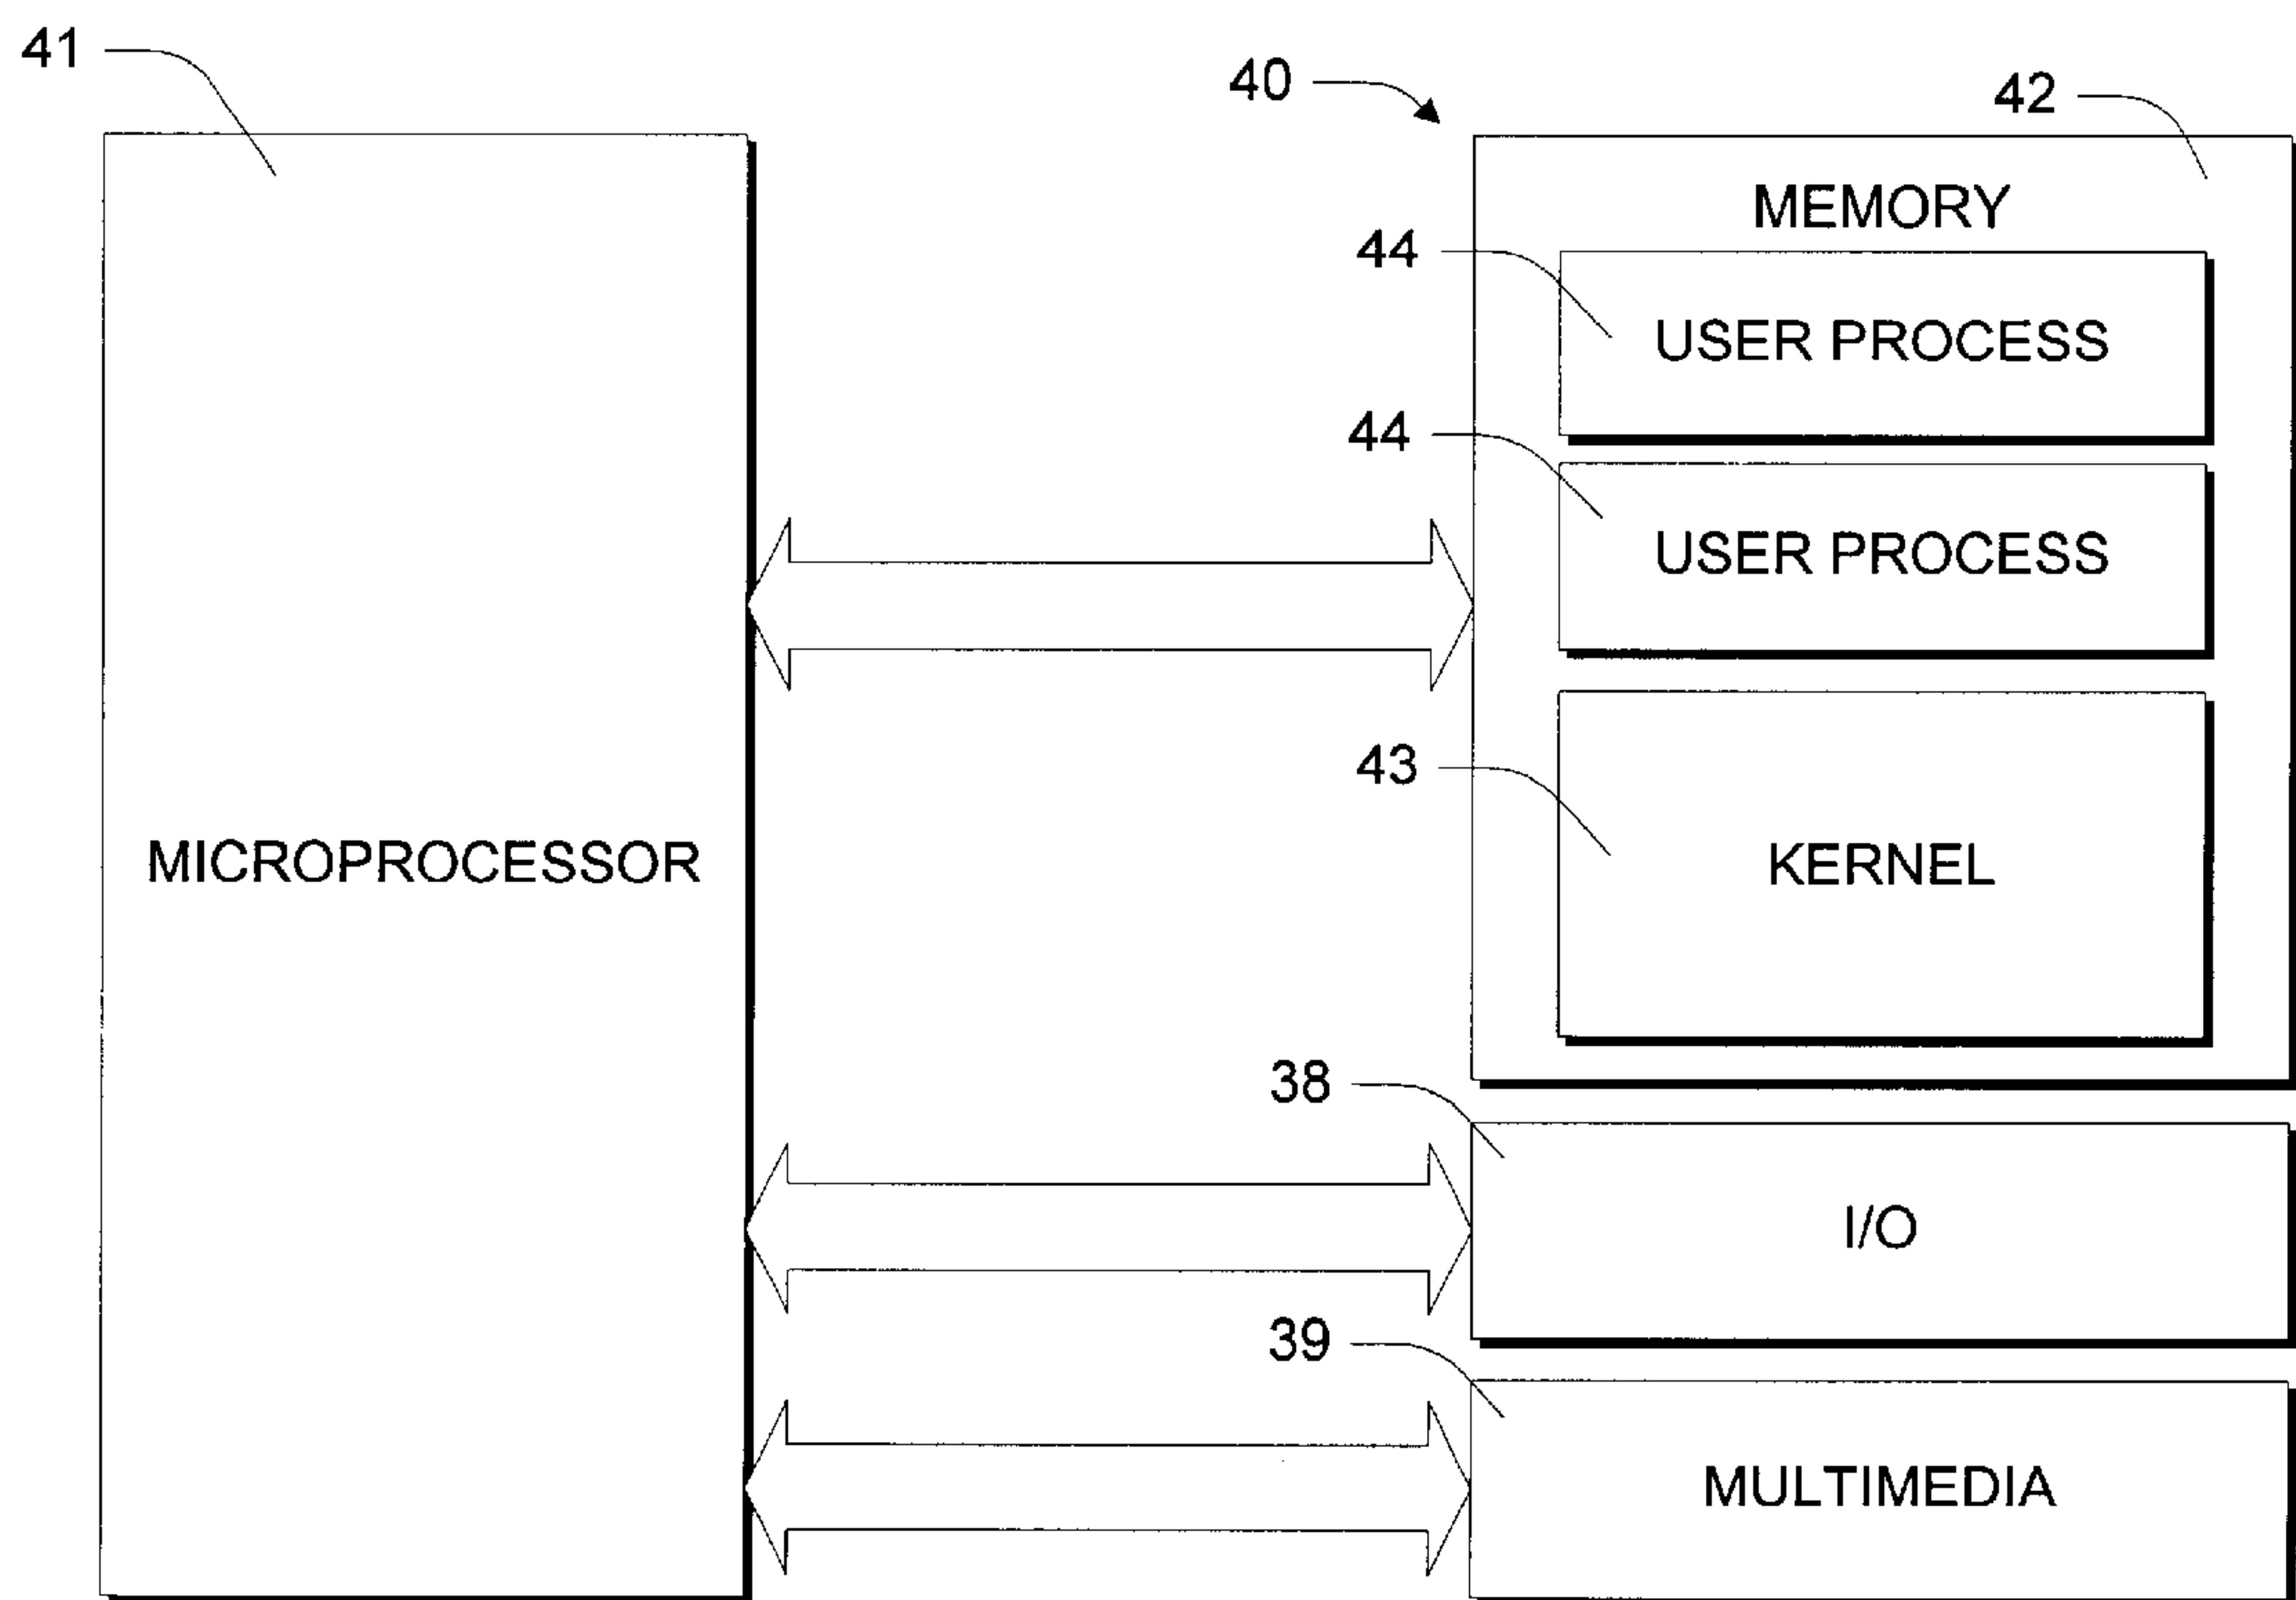 41
40
42
MEMORY
44
USER PROCESS
44
USER PROCESS
43
MICROPROCESSOR
KERNEL
38
I/O
39
MULTIMEDIA